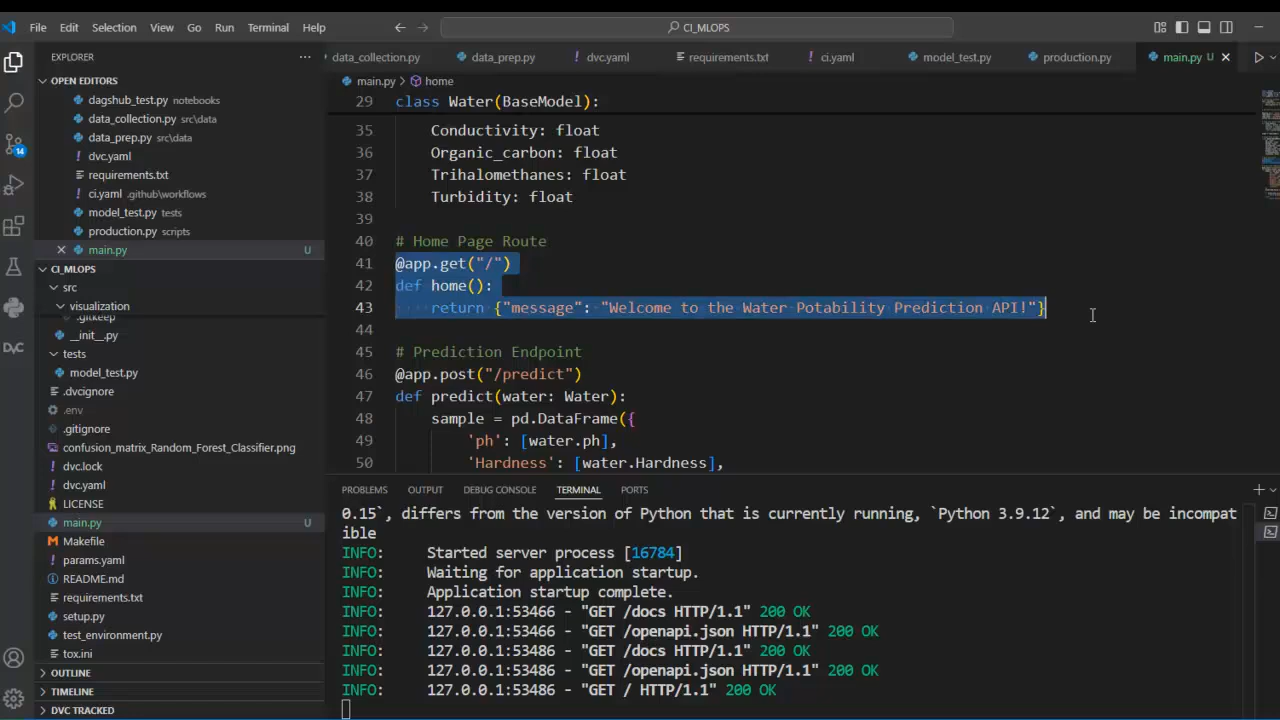 File Edit Selection View Go Run Terminal Help
CI_MLOPS
EXPLORER
OPEN EDITORS
dagshub_test.py notebooks
data_collection.py src\data
data_prep.py src\data
dvc.yaml
requirements.txt
ci.yaml .github\workflows
model_test.py tests
production.py scripts
main.py U
CI_MLOPS
src
visualization
.gitkeep
__init__.py
tests
model_test.py
.dvcignore
.env
.gitignore
confusion_matrix_Random_Forest_Classifier.png
dvc.lock
dvc.yaml
LICENSE
main.py U
Makefile
params.yaml
README.md
requirements.txt
setup.py
test_environment.py
tox.ini
OUTLINE
TIMELINE
DVC TRACKED
14
DVC
data_collection.py data_prep.py dvc.yaml requirements.txt ci.yaml model_test.py production.py main.py U
main.py > home
29 class Water(BaseModel):
35 Conductivity: float
36 Organic_carbon: float
37 Trihalomethanes: float
38 Turbidity: float
39
40 # Home Page Route
41 @app.get("/")
42 def home():
43 return {"message": "Welcome to the Water Potability Prediction API!"}
44
45 # Prediction Endpoint
46 @app.post("/predict")
47 def predict(water: Water):
48 sample = pd.DataFrame({
49 'ph': [water.ph],
50 'Hardness': [water.Hardness],
PROBLEMS OUTPUT DEBUG CONSOLE TERMINAL PORTS
0.15`, differs from the version of Python that is currently running, `Python 3.9.12`, and may be incompat
ible
INFO: Started server process [16784]
INFO: Waiting for application startup.
INFO: Application startup complete.
INFO: 127.0.0.1:53466 - "GET /docs HTTP/1.1" 200 OK
INFO: 127.0.0.1:53466 - "GET /openapi.json HTTP/1.1" 200 OK
INFO: 127.0.0.1:53486 - "GET /docs HTTP/1.1" 200 OK
INFO: 127.0.0.1:53486 - "GET /openapi.json HTTP/1.1" 200 OK
INFO: 127.0.0.1:53486 - "GET / HTTP/1.1" 200 OK